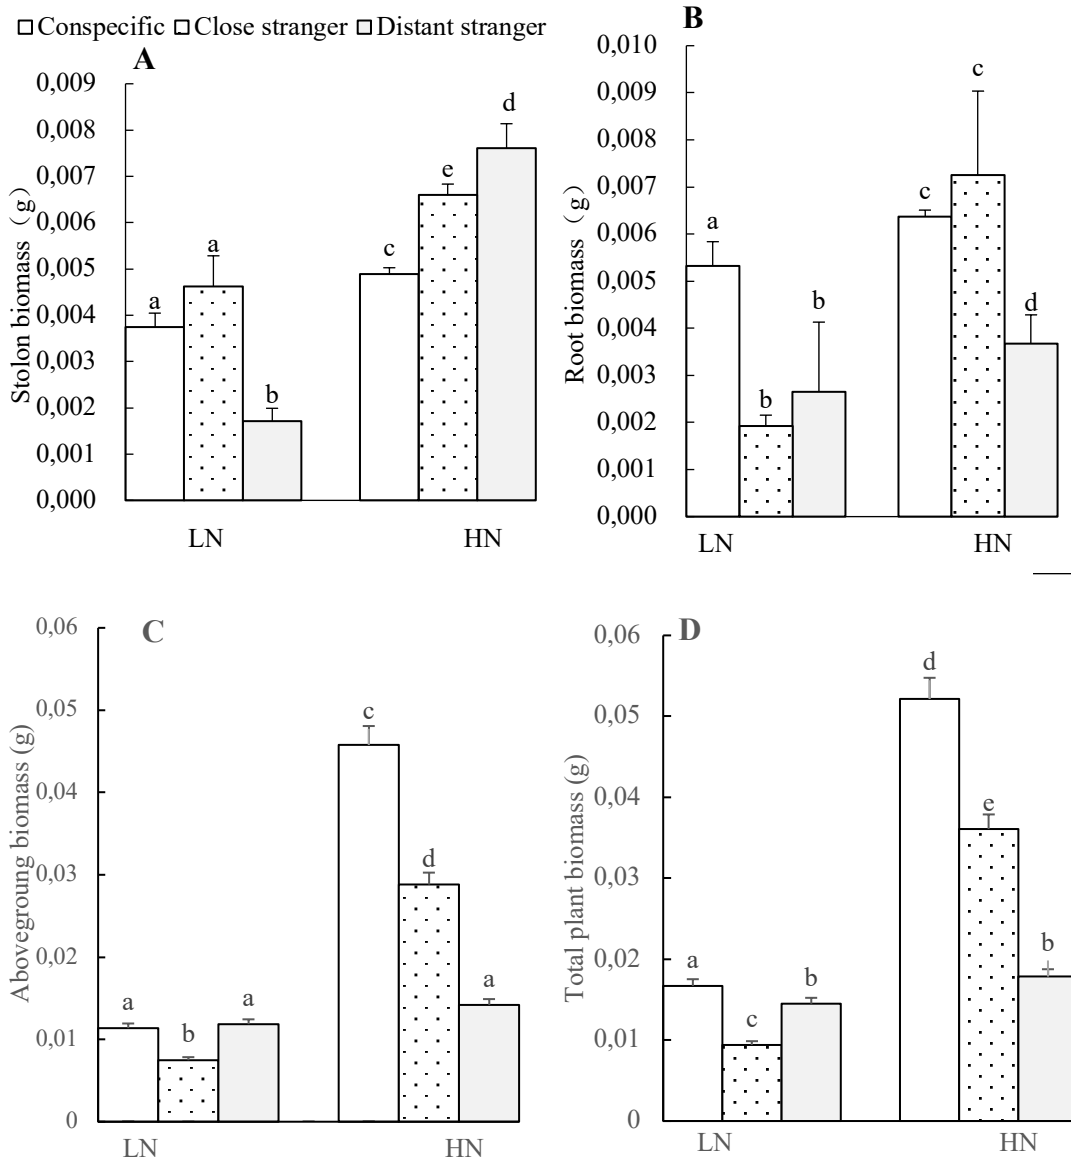 Conspecific Close stranger Distant stranger
A
Stolon biomass（g）
0,009
0,008
0,007
0,006
0,005
0,004
0,003
0,002
0,001
0,000
a
a
b
c
e
d
LN
HN
B
Root biomass（g）
0,010
0,009
0,008
0,007
0,006
0,005
0,004
0,003
0,002
0,001
0,000
a
b
b
c
c
d
LN
HN
C
Abovegroung biomass (g)
0,06
0,05
0,04
0,03
0,02
0,01
0
a
b
a
c
d
a
LN
HN
D
Total plant biomass (g)
0,06
0,05
0,04
0,03
0,02
0,01
0
a
c
b
d
e
b
LN
HN